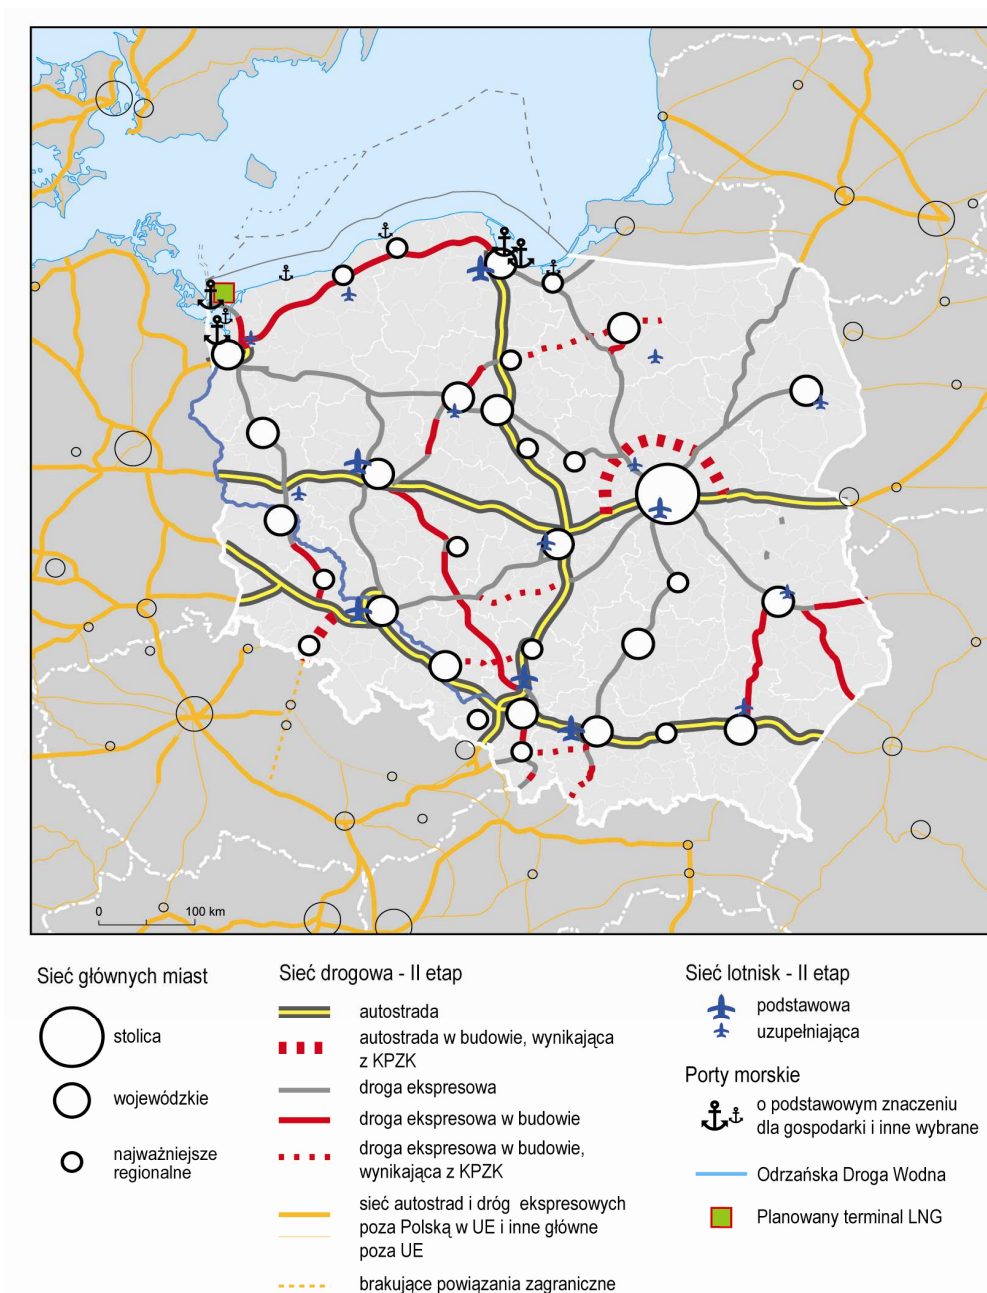 0 100 km
Sieć głównych miast
stolica
wojewódzkie
najważniejsze
regionalne
Sieć drogowa - II etap
autostrada
autostrada w budowie, wynikająca
z KPZK
droga ekspresowa
droga ekspresowa w budowie
droga ekspresowa w budowie,
wynikająca z KPZK
sieć autostrad i dróg ekspresowych
poza Polską w UE i inne główne
poza UE
brakujące powiązania zagraniczne
Sieć lotnisk - II etap
podstawowa
uzupełniająca
Porty morskie
o podstawowym znaczeniu
dla gospodarki i inne wybrane
Odrzańska Droga Wodna
Planowany terminal LNG